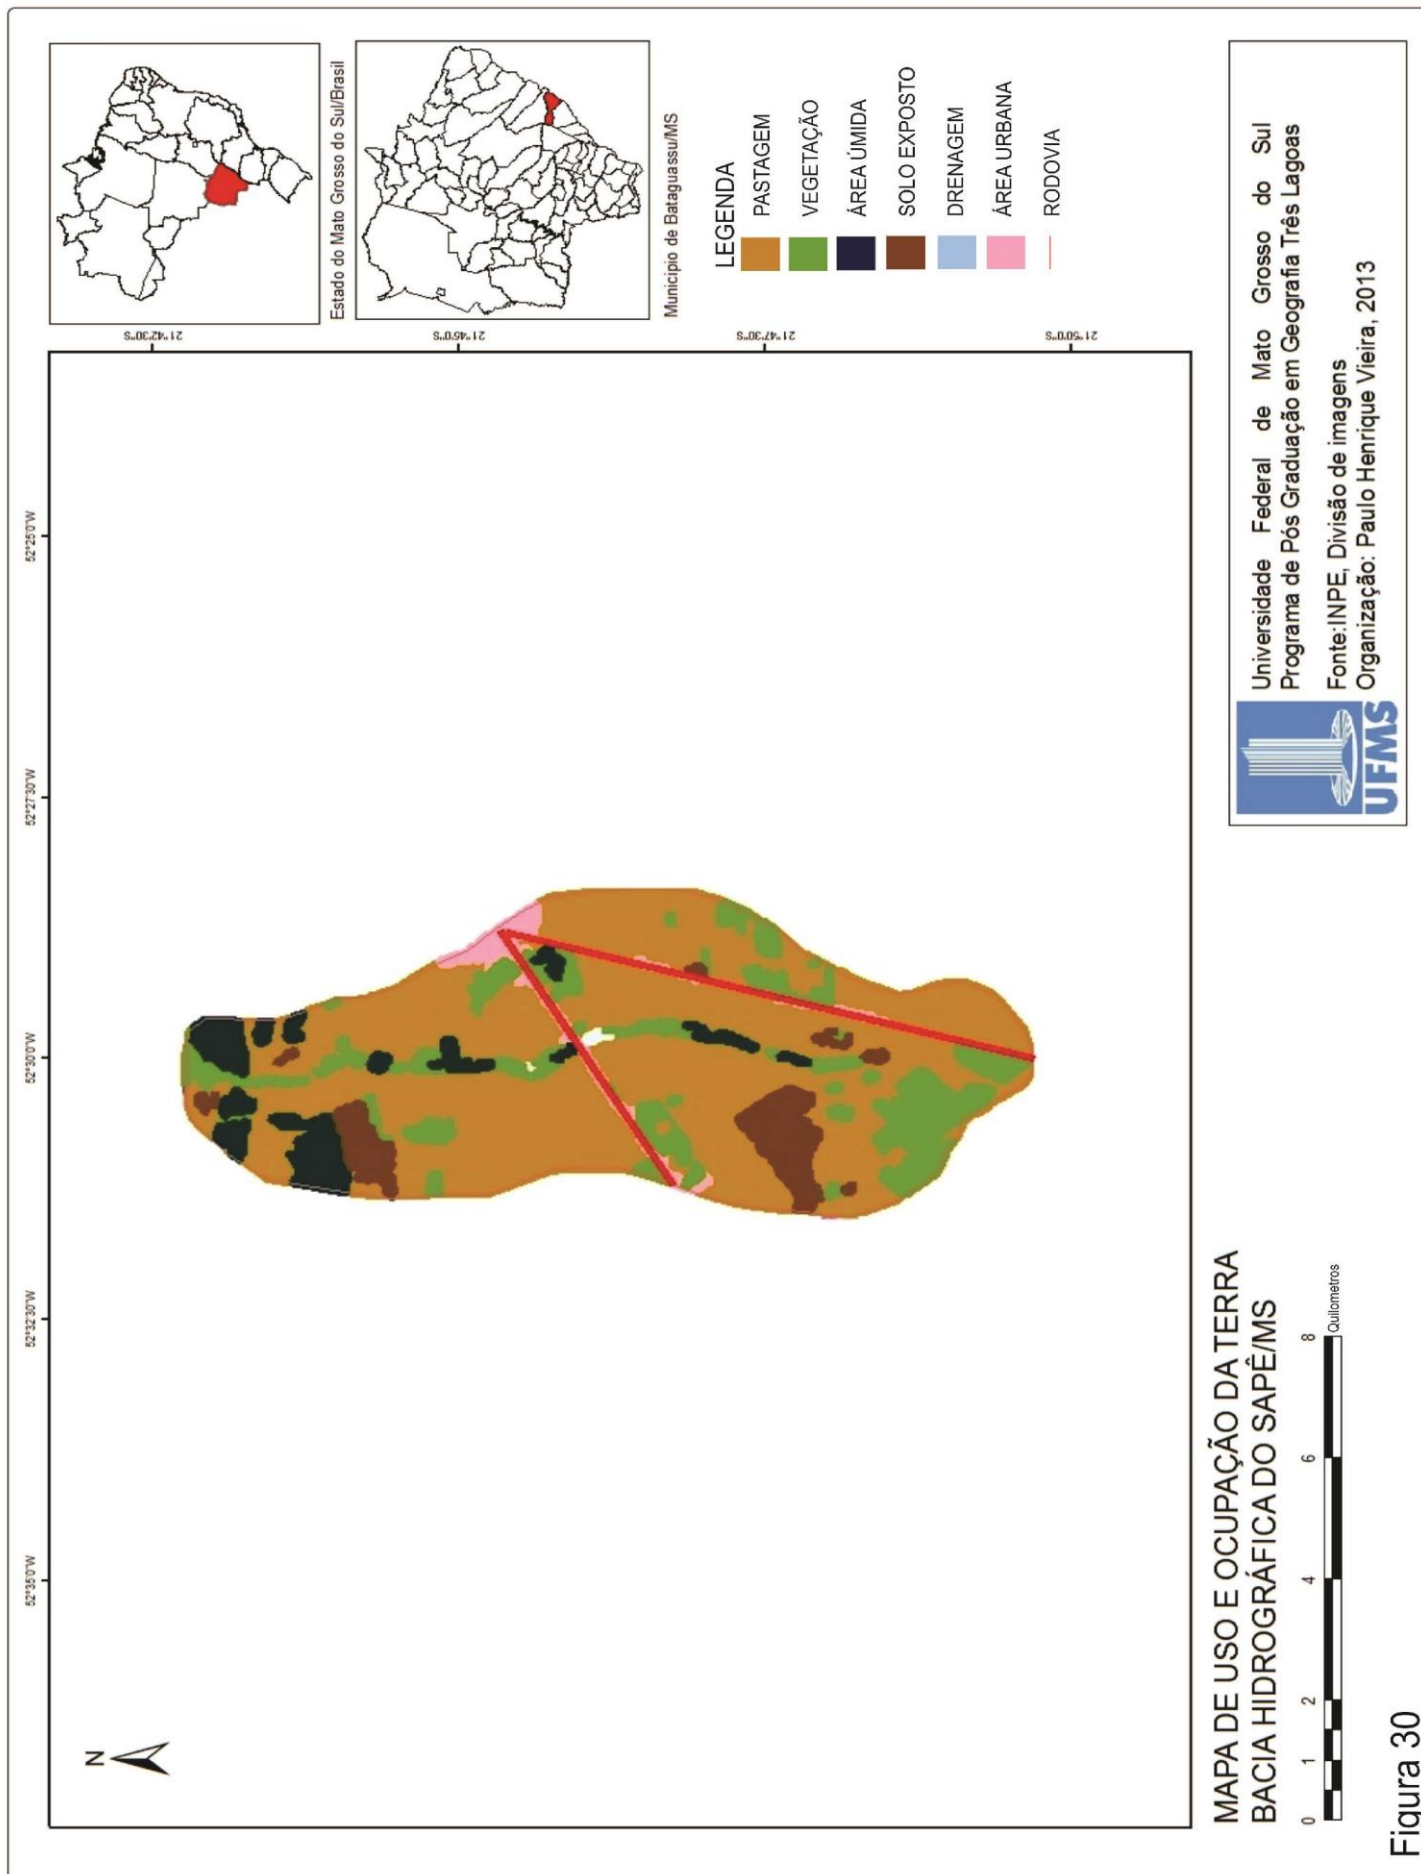 52°35'0"W
52°32'30"W
52°30'0"W
52°27'30"W
52°25'0"W
21°42'30"S
21°45'0"S
21°47'30"S
21°50'0"S
N
Estado do Mato Grosso do Sul/Brasil
Municipio de Bataguassu/MS
LEGENDA
PASTAGEM
VEGETAÇÃO
ÁREA ÚMIDA
SOLO EXPOSTO
DRENAGEM
ÁREA URBANA
RODOVIA
MAPA DE USO E OCUPAÇÃO DA TERRA
BACIA HIDROGRÁFICA DO SAPÊ/MS
0 1 2 4 6 8
Quilometros
UFMS
Universidade Federal de Mato Grosso do Sul
Programa de Pós Graduação em Geografia Três Lagoas
Fonte:INPE, Divisão de imagens
Organização: Paulo Henrique Vieira, 2013
Figura 30